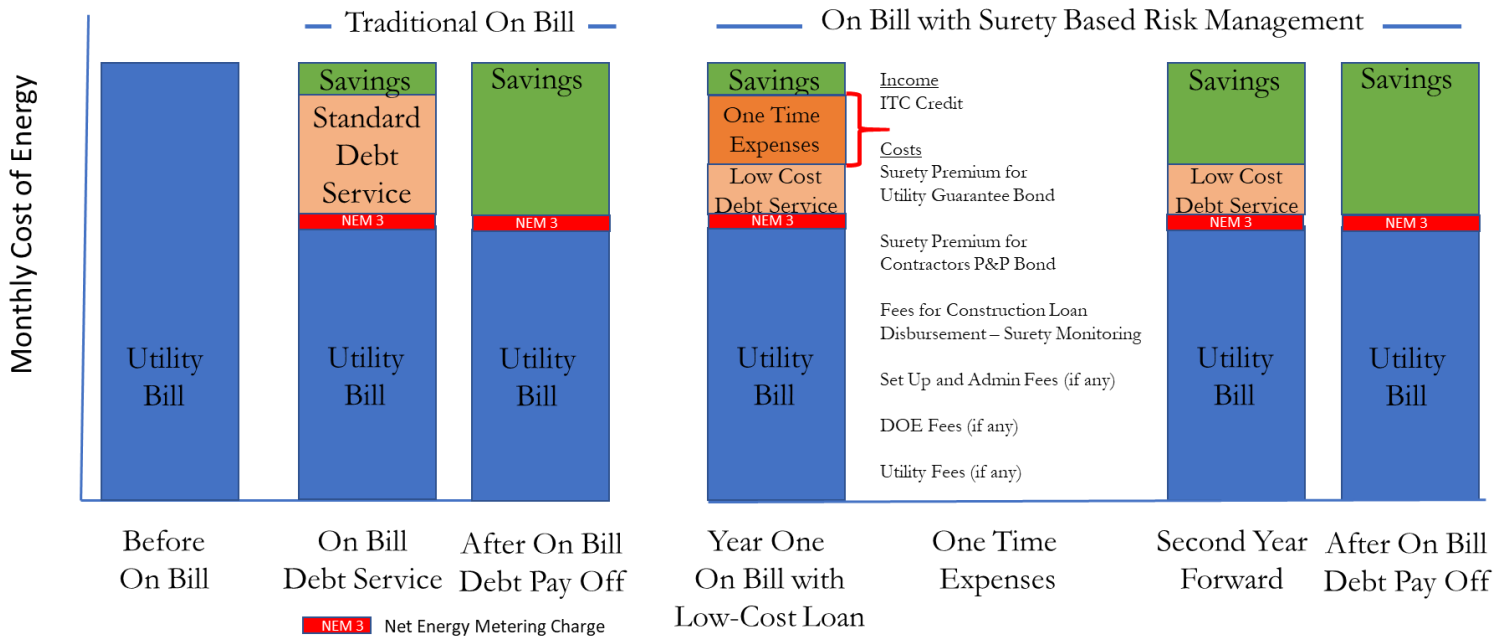 Traditional On Bill
On Bill with Surety Based Risk Management
Monthly Cost of Energy
Utility
Bill
Savings
Standard
Debt
Service
NEM 3
Utility
Bill
Savings
NEM 3
Utility
Bill
Savings
One Time
Expenses
Low Cost
Debt Service
NEM 3
Utility
Bill
Income
ITC Credit
Costs
Surety Premium for
Utility Guarantee Bond
Surety Premium for
Contractors P&P Bond
Fees for Construction Loan
Disbursement – Surety Monitoring
Set Up and Admin Fees (if any)
DOE Fees (if any)
Utility Fees (if any)
Savings
Low Cost
Debt Service
NEM 3
Utility
Bill
Savings
NEM 3
Utility
Bill
Before
On Bill
On Bill
Debt Service
After On Bill
Debt Pay Off
Year One
On Bill with
Low-Cost Loan
One Time
Expenses
Second Year
Forward
After On Bill
Debt Pay Off
NEM 3 Net Energy Metering Charge